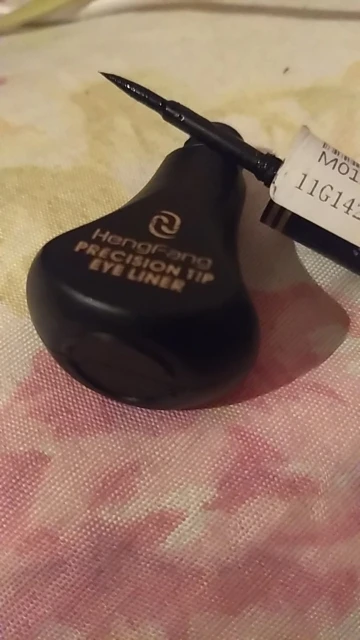 HengFang
PRECISION TIP
EYE LINER